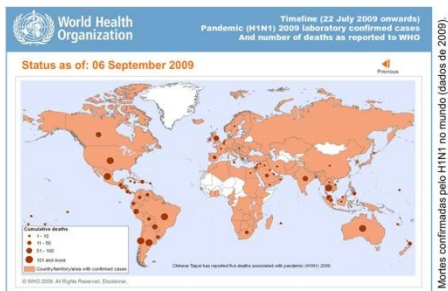 World Health
Organization
Timeline (22 July 2009 onwards)
Pandemic (H1N1) 2009 laboratory confirmed cases
And number of deaths as reported to WHO
Status as of: 06 September 2009
Previous
Cumulative deaths
1 - 10
11 - 50
51 - 100
101 and more
Country/territory/area with confirmed cases
Chinese Taipei has reported five deaths associated with pandemic (H1N1) 2009
© WHO 2009. All Rights Reserved. Disclaimer.
Mortes confirmadas pelo H1N1 no mundo (dados de 2009).